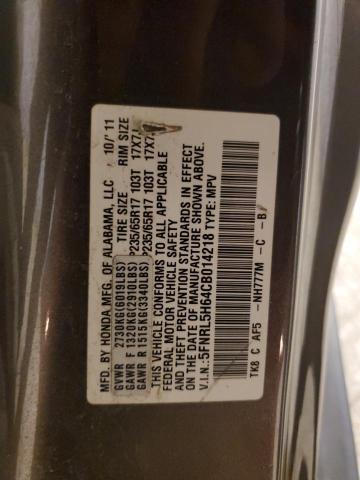 MFD. BY HONDA MFG. OF ALABAMA, LLC 10/'11
GVWR 2730KG(6019LBS) TIRE SIZE RIM SIZE
GAWR F 1320KG(2910LBS) P235/65R17 103T 17X7J
GAWR R 1515KG(3340LBS) P235/65R17 103T 17X7J
THIS VEHICLE CONFORMS TO ALL APPLICABLE
FEDERAL MOTOR VEHICLE SAFETY
AND THEFT PREVENTION STANDARDS IN EFFECT
ON THE DATE OF MANUFACTURE SHOWN ABOVE.
V.I.N.: 5FNRL5H64CB014218 TYPE: MPV
TK8 C AF5 -NH777M -C -B